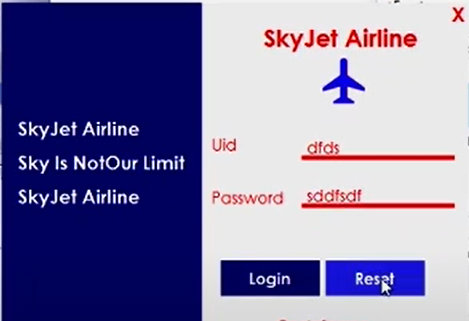 X
SkyJet Airline
SkyJet Airline
Sky Is NotOur Limit
SkyJet Airline
Uid
dfds
Password
sddfsdf
Login
Reset